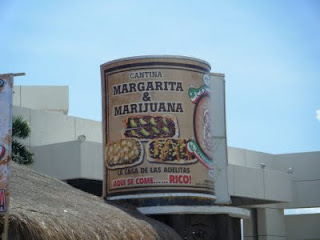 CANTINA
MARGARITA
&
MARIJUANA
LA CASA DE LAS ADELITAS
AQUI SE COME...... RICO!